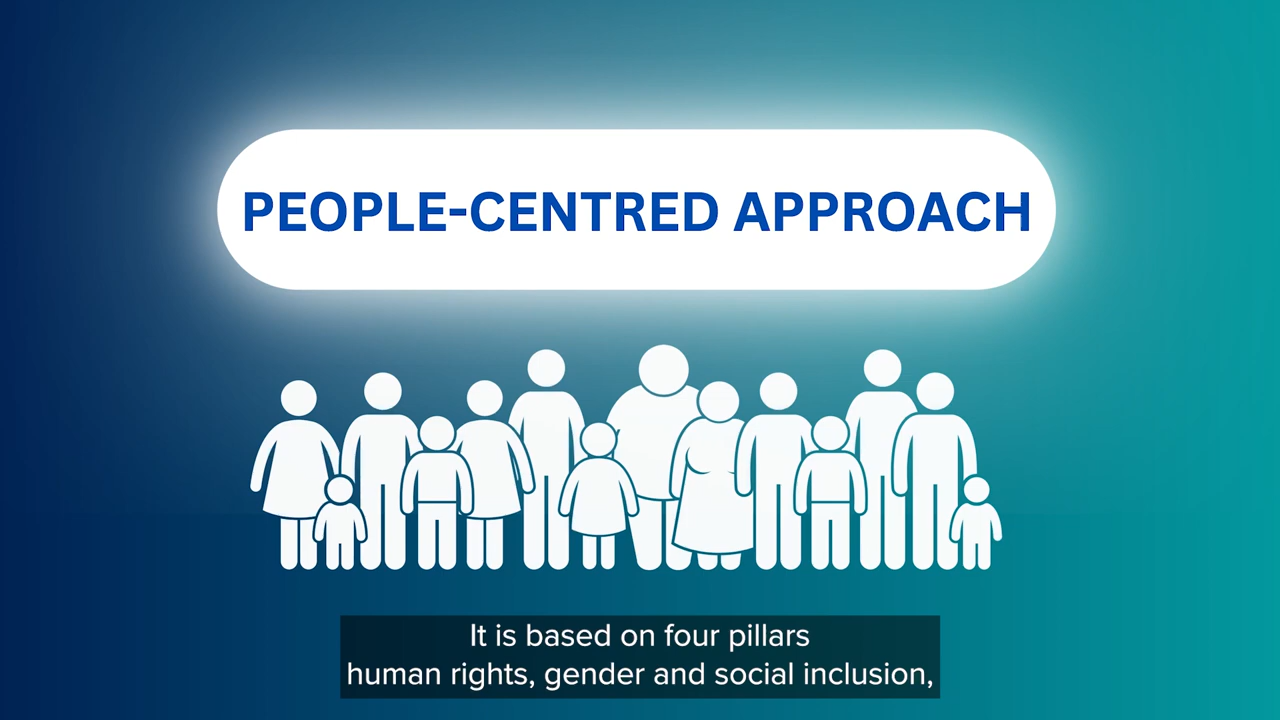 PEOPLE-CENTRED APPROACH
It is based on four pillars
human rights, gender and social inclusion,